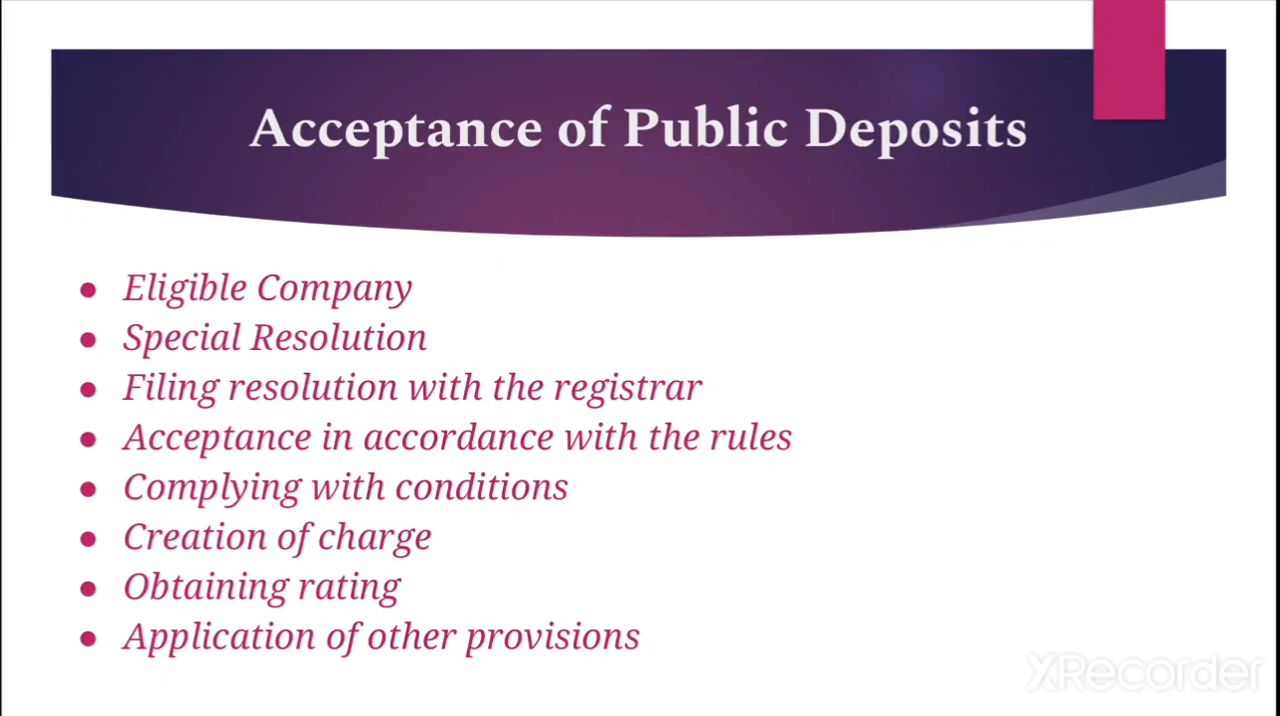 Acceptance of Public Deposits
● Eligible Company
● Special Resolution
● Filing resolution with the registrar
● Acceptance in accordance with the rules
● Complying with conditions
● Creation of charge
● Obtaining rating
● Application of other provisions
XRecorder